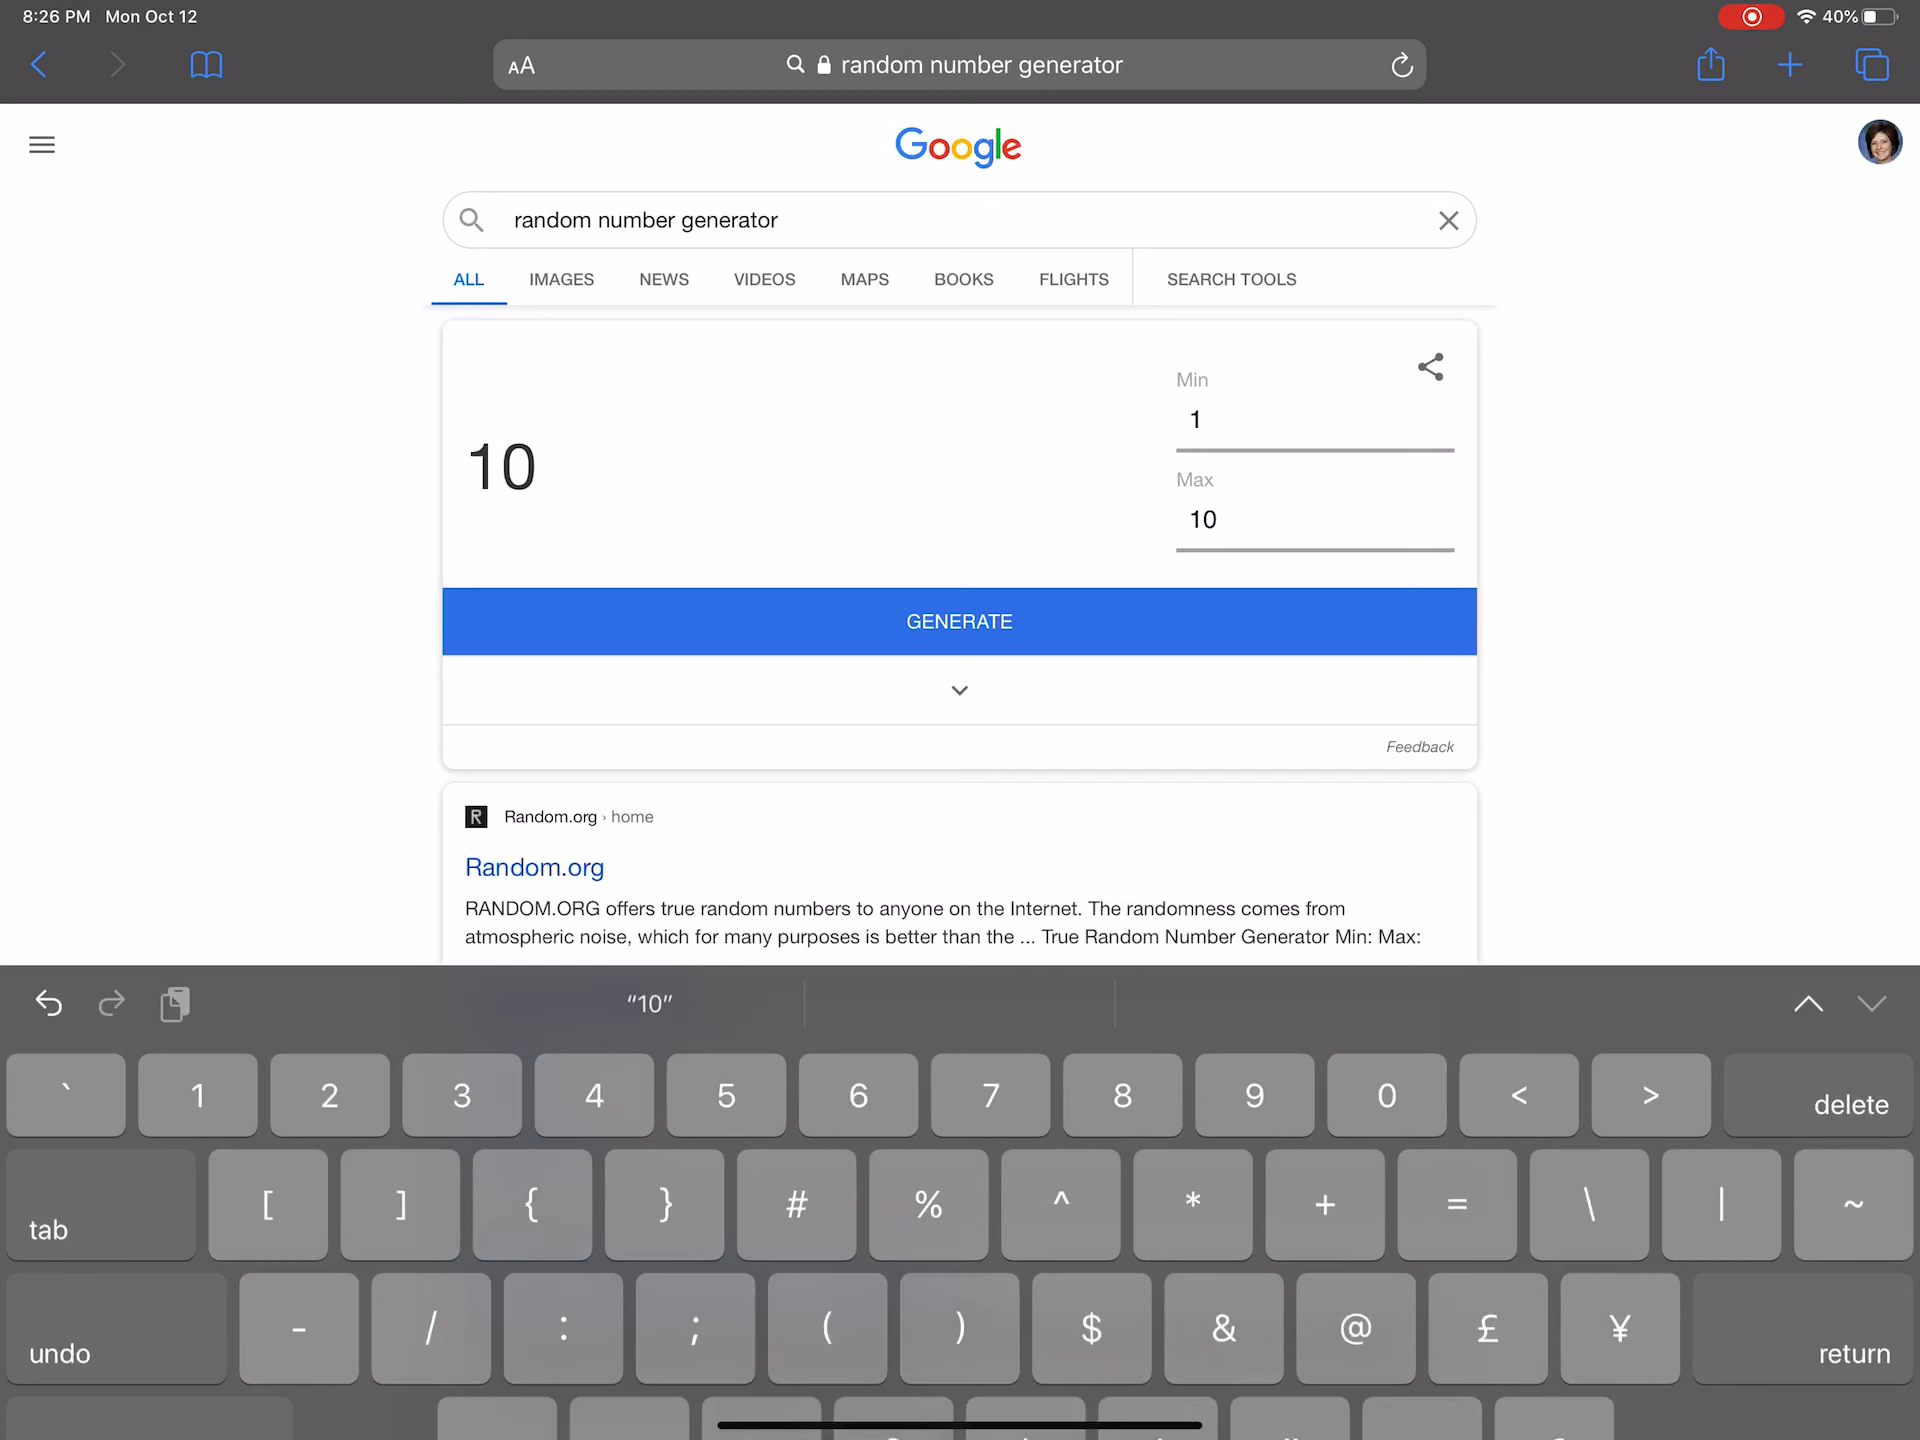 8:26 PM Mon Oct 12
40%
AA
random number generator
Google
random number generator
ALL IMAGES NEWS VIDEOS MAPS BOOKS FLIGHTS SEARCH TOOLS
Min
1
10
Max
10
GENERATE
Feedback
R Random.org › home
Random.org
RANDOM.ORG offers true random numbers to anyone on the Internet. The randomness comes from
atmospheric noise, which for many purposes is better than the ... True Random Number Generator Min: Max:
“10”
` 1 2 3 4 5 6 7 8 9 0 < > delete
tab [ ] { } # % ^ * + = \ | ~
undo - / : ; ( ) $ & @ £ ¥ return